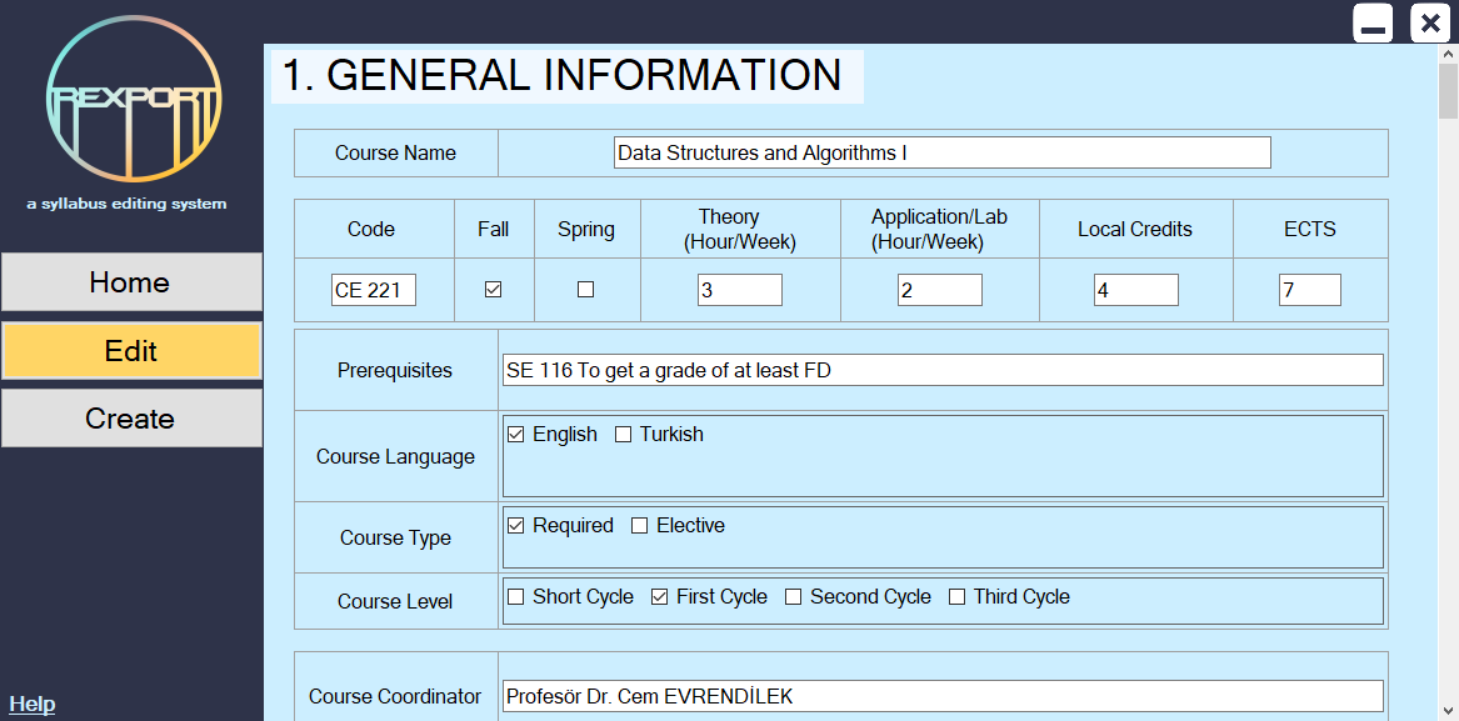 REXPORT
a syllabus editing system
Home
Edit
Create
Help
1. GENERAL INFORMATION
Course Name
Data Structures and Algorithms I
Code
Fall
Spring
Theory
(Hour/Week)
Application/Lab
(Hour/Week)
Local Credits
ECTS
CE 221
3
2
4
7
Prerequisites
SE 116 To get a grade of at least FD
Course Language
English Turkish
Course Type
Required Elective
Course Level
Short Cycle First Cycle Second Cycle Third Cycle
Course Coordinator
Profesör Dr. Cem EVRENDİLEK